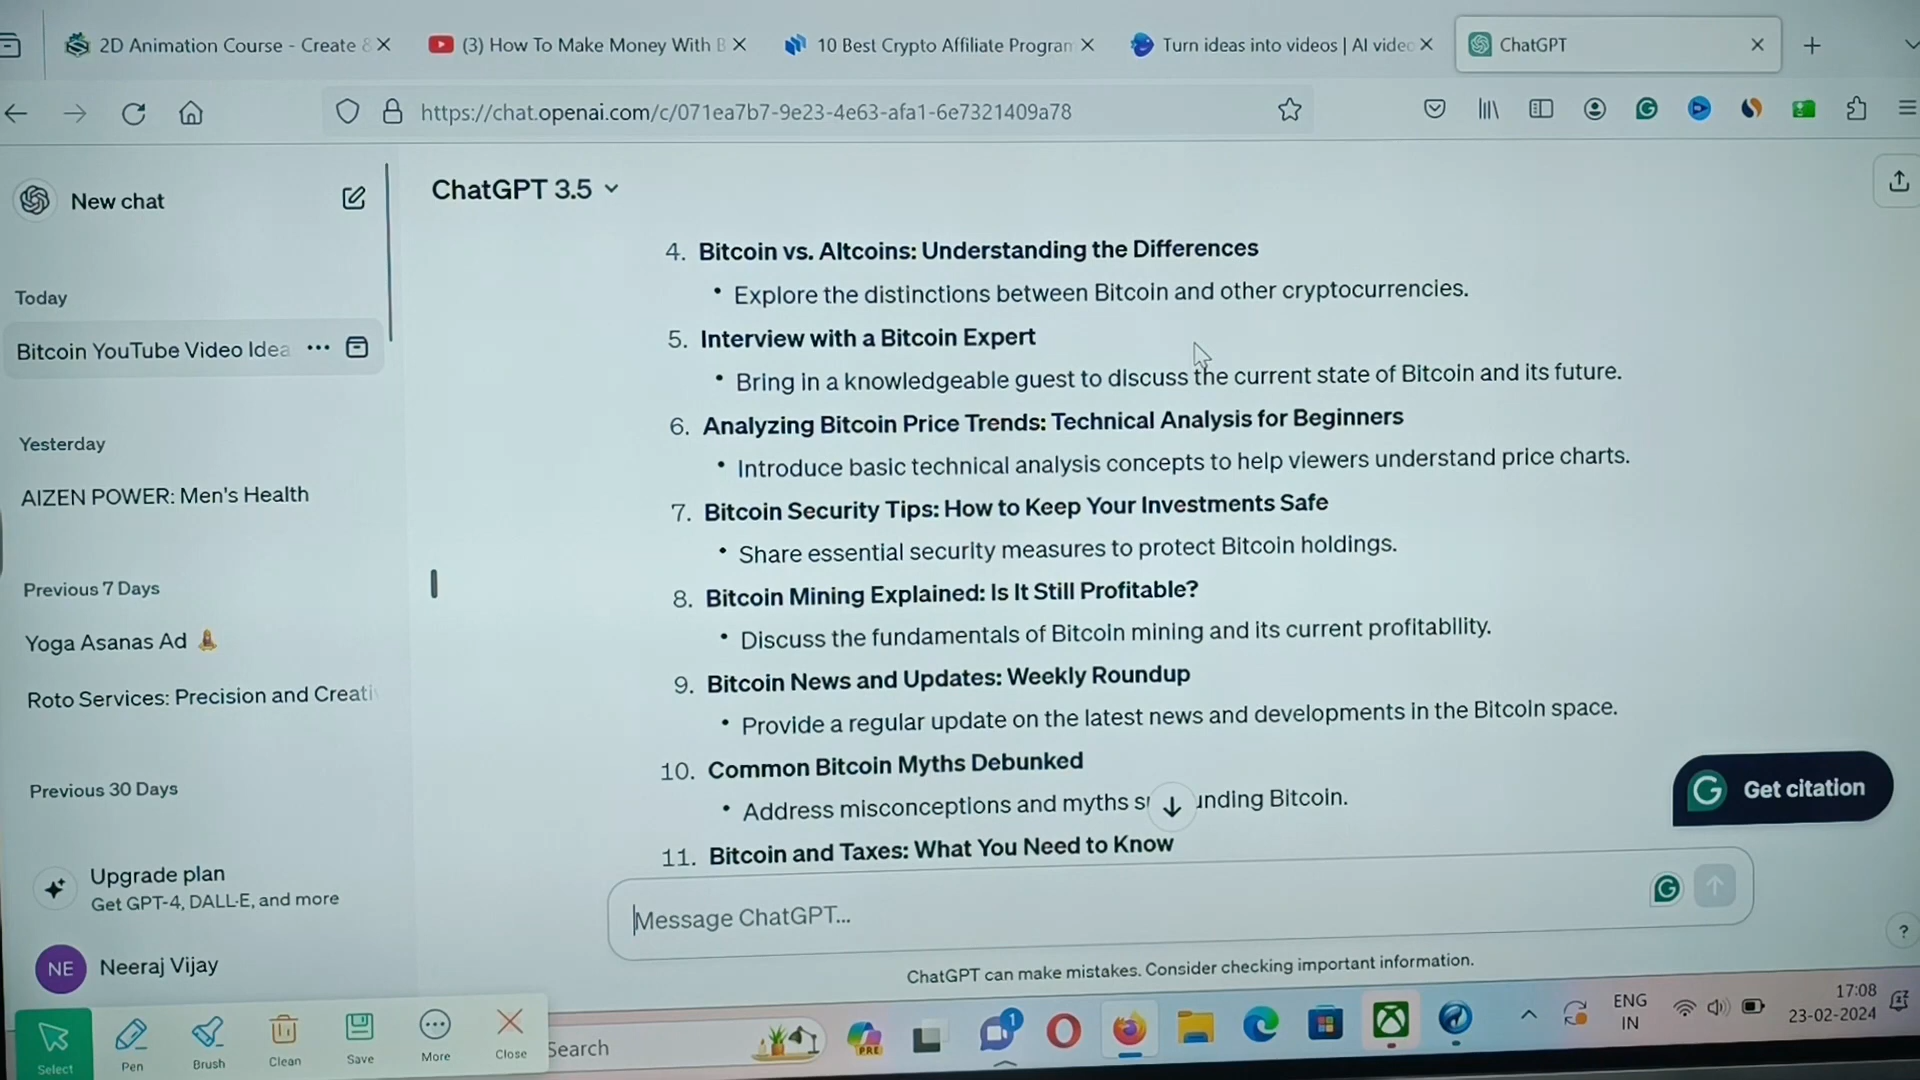 2D Animation Course - Create &
(3) How To Make Money With B
10 Best Crypto Affiliate Program
Turn ideas into videos | AI video
ChatGPT
https://chat.openai.com/c/071ea7b7-9e23-4e63-afa1-6e7321409a78
New chat
ChatGPT 3.5
Today
Bitcoin YouTube Video Idea
Yesterday
AIZEN POWER: Men's Health
Previous 7 Days
Yoga Asanas Ad
Roto Services: Precision and Creati
Previous 30 Days
Upgrade plan
Get GPT-4, DALL·E, and more
NE
Neeraj Vijay
4. Bitcoin vs. Altcoins: Understanding the Differences
• Explore the distinctions between Bitcoin and other cryptocurrencies.
5. Interview with a Bitcoin Expert
• Bring in a knowledgeable guest to discuss the current state of Bitcoin and its future.
6. Analyzing Bitcoin Price Trends: Technical Analysis for Beginners
• Introduce basic technical analysis concepts to help viewers understand price charts.
7. Bitcoin Security Tips: How to Keep Your Investments Safe
• Share essential security measures to protect Bitcoin holdings.
8. Bitcoin Mining Explained: Is It Still Profitable?
• Discuss the fundamentals of Bitcoin mining and its current profitability.
9. Bitcoin News and Updates: Weekly Roundup
• Provide a regular update on the latest news and developments in the Bitcoin space.
10. Common Bitcoin Myths Debunked
• Address misconceptions and myths su unding Bitcoin.
11. Bitcoin and Taxes: What You Need to Know
Get citation
Message ChatGPT...
?
ChatGPT can make mistakes. Consider checking important information.
Select
Pen
Brush
Clean
Save
More
Close
Search
PRE
1
ENG
IN
17:08
23-02-2024